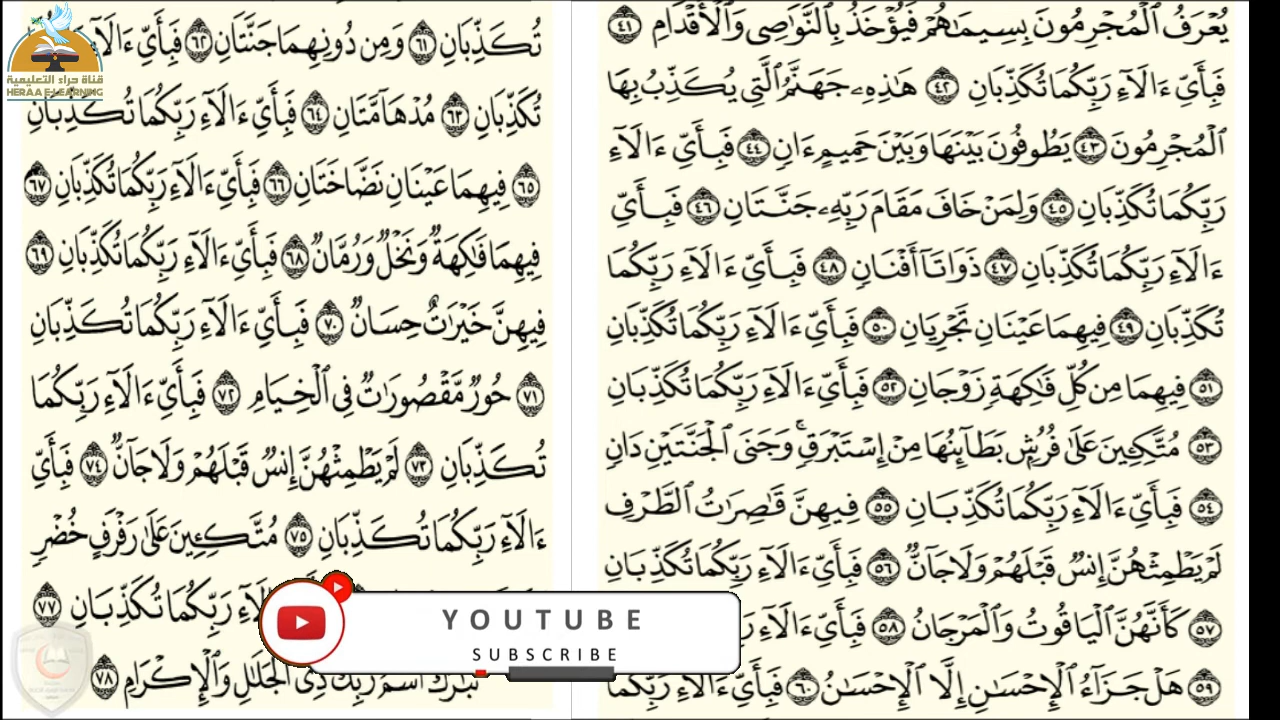 يُعْرَفُ ٱلْمُجْرِمُونَ بِسِيمَـٰهُمْ فَيُؤْخَذُ بِٱلنَّوَٰصِى وَٱلْأَقْدَامِ ٤١
فَبِأَىِّ ءَالَآءِ رَبِّكُمَا تُكَذِّبَانِ ٤٢ هَـٰذِهِۦ جَهَنَّمُ ٱلَّتِى يُكَذِّبُ بِهَا
ٱلْمُجْرِمُونَ ٤٣ يَطُوفُونَ بَيْنَهَا وَبَيْنَ حَمِيمٍ ءَانٍ ٤٤ فَبِأَىِّ ءَالَآءِ
رَبِّكُمَا تُكَذِّبَانِ ٤٥ وَلِمَنْ خَافَ مَقَامَ رَبِّهِۦ جَنَّتَانِ ٤٦ فَبِأَىِّ
ءَالَآءِ رَبِّكُمَا تُكَذِّبَانِ ٤٧ ذَوَاتَآ أَفْنَانٍ ٤٨ فَبِأَىِّ ءَالَآءِ رَبِّكُمَا
تُكَذِّبَانِ ٤٩ فِيهِمَا عَيْنَانِ تَجْرِيَانِ ٥٠ فَبِأَىِّ ءَالَآءِ رَبِّكُمَا تُكَذِّبَانِ
٥١ فِيهِمَا مِن كُلِّ فَـٰكِهَةٍ زَوْجَانِ ٥٢ فَبِأَىِّ ءَالَآءِ رَبِّكُمَا تُكَذِّبَانِ
٥٣ مُتَّكِـِٔينَ عَلَىٰ فُرُشٍۭ بَطَآئِنُهَا مِنْ إِسْتَبْرَقٍ ۚ وَجَنَى ٱلْجَنَّتَيْنِ دَانٍ
٥٤ فَبِأَىِّ ءَالَآءِ رَبِّكُمَا تُكَذِّبَانِ ٥٥ فِيهِنَّ قَـٰصِرَٰتُ ٱلطَّرْفِ
لَمْ يَطْمِثْهُنَّ إِنسٌ قَبْلَهُمْ وَلَا جَآنٌّ ٥٦ فَبِأَىِّ ءَالَآءِ رَبِّكُمَا تُكَذِّبَانِ
٥٧ كَأَنَّهُنَّ ٱلْيَاقُوتُ وَٱلْمَرْجَانُ ٥٨ فَبِأَىِّ ءَالَآءِ
٥٩ هَلْ جَزَآءُ ٱلْإِحْسَـٰنِ إِلَّا ٱلْإِحْسَـٰنُ ٦٠ فَبِأَىِّ ءَالَآءِ رَبِّكُمَا
تُكَذِّبَانِ ٦١ وَمِن دُونِهِمَا جَنَّتَانِ ٦٢ فَبِأَىِّ
تُكَذِّبَانِ ٦٣ مُدْهَآمَّتَانِ ٦٤ فَبِأَىِّ ءَالَآءِ رَبِّكُمَا تُكَذِّبَانِ
٦٥ فِيهِمَا عَيْنَانِ نَضَّاخَتَانِ ٦٦ فَبِأَىِّ ءَالَآءِ رَبِّكُمَا تُكَذِّبَانِ ٦٧
فِيهِمَا فَـٰكِهَةٌ وَنَخْلٌ وَرُمَّانٌ ٦٨ فَبِأَىِّ ءَالَآءِ رَبِّكُمَا تُكَذِّبَانِ ٦٩
فِيهِنَّ خَيْرَٰتٌ حِسَانٌ ٧٠ فَبِأَىِّ ءَالَآءِ رَبِّكُمَا تُكَذِّبَانِ
٧١ حُورٌ مَّقْصُورَٰتٌ فِى ٱلْخِيَامِ ٧٢ فَبِأَىِّ ءَالَآءِ رَبِّكُمَا
تُكَذِّبَانِ ٧٣ لَمْ يَطْمِثْهُنَّ إِنسٌ قَبْلَهُمْ وَلَا جَآنٌّ ٧٤ فَبِأَىِّ
ءَالَآءِ رَبِّكُمَا تُكَذِّبَانِ ٧٥ مُتَّكِـِٔينَ عَلَىٰ رَفْرَفٍ خُضْرٍ
رَبِّكُمَا تُكَذِّبَانِ ٧٧
تَبَـٰرَكَ ٱسْمُ رَبِّكَ ذِى ٱلْجَلَـٰلِ وَٱلْإِكْرَامِ ٧٨
قناة حراء التعليمية
HERAA E-LEARNING
YOUTUBE
SUBSCRIBE